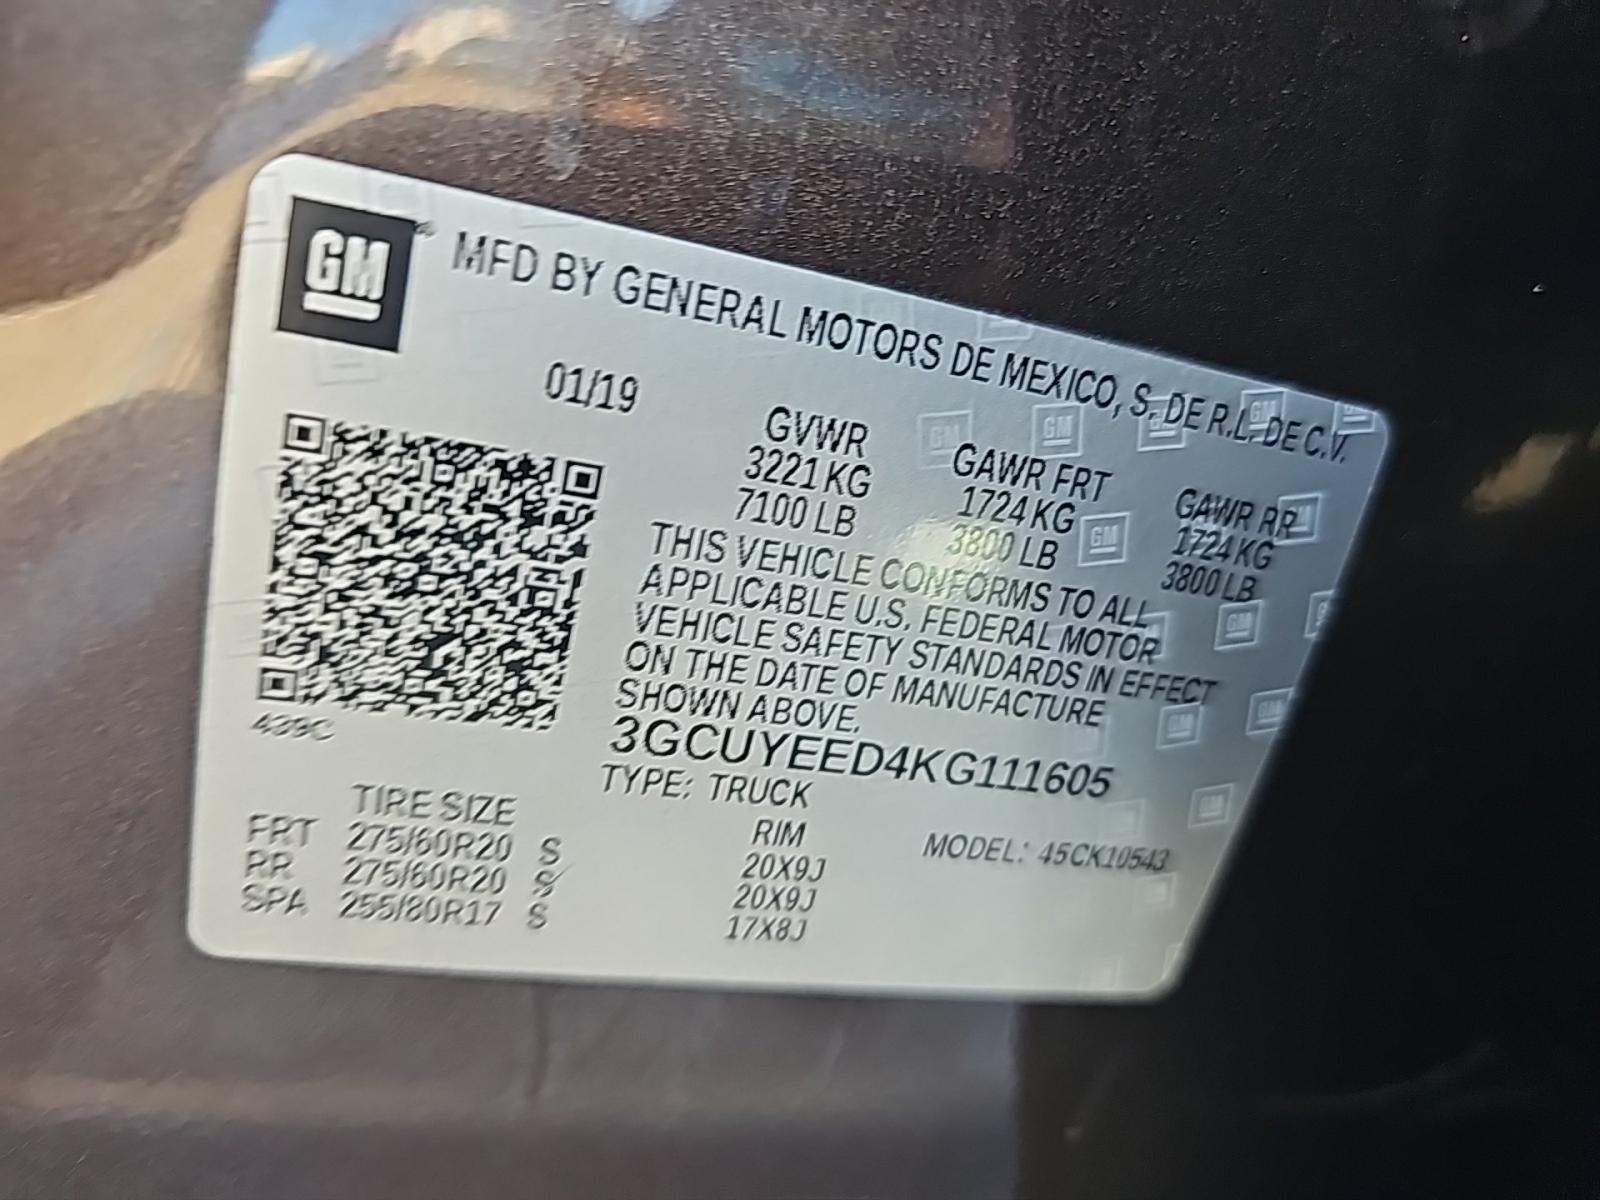 GM
MFD BY GENERAL MOTORS DE MEXICO, S. DE R.L. DE C.V.
01/19
GVWR GAWR FRT GAWR RR
3221 KG 1724 KG 1724 KG
7100 LB 3800 LB 3800 LB
THIS VEHICLE CONFORMS TO ALL
APPLICABLE U.S. FEDERAL MOTOR
VEHICLE SAFETY STANDARDS IN EFFECT
ON THE DATE OF MANUFACTURE
SHOWN ABOVE.
439C
3GCUYEED4KG111605
TYPE: TRUCK MODEL: 45CK10543
TIRE SIZE RIM
FRT 275/60R20 S 20X9J
RR 275/60R20 S 20X9J
SPA 255/80R17 S 17X8J